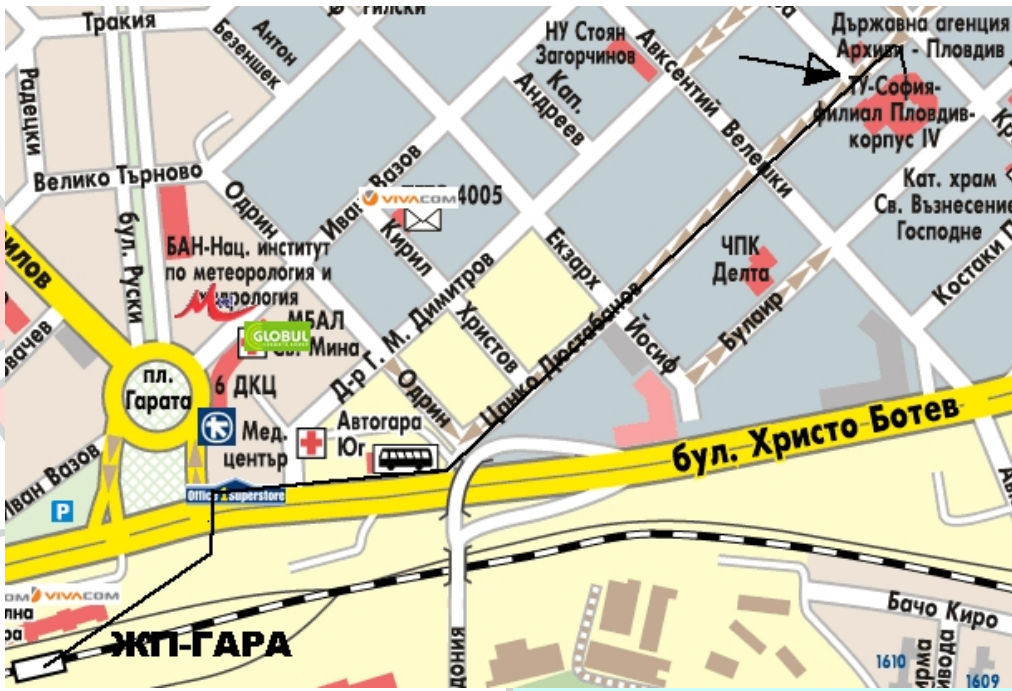 Тракия
Антон
Безеншек
НУ Стоян
Загорчинов
Авксентий Велешки
Държавна агенция
Архиви - Пловдив
Радецки
Кап.
Андреев
ТУ-София-
филиал Пловдив-
корпус IV
Велико Търново
Одрин
Иван Вазов
VIVACOM
4005
Кирил
Христов
Кат. храм
Св. Възнесение
Господне
бул. Руски
БАН-Нац. институт
по метеорология и
хидрология
Екзарх
Йосиф
ЧПК
Делта
Костаки
МБАЛ
Св. Мина
GLOBUL
Д-р Г. М. Димитров
Цанко Дюстабанов
Булаир
пл.
Гарата
6 ДКЦ
Одрин
Автогара
Юг
Мед.
център
бул. Христо Ботев
Иван Вазов
Office 1 Superstore
P
VIVACOM
ЖП-ГАРА
Бачо Киро
1610
1609